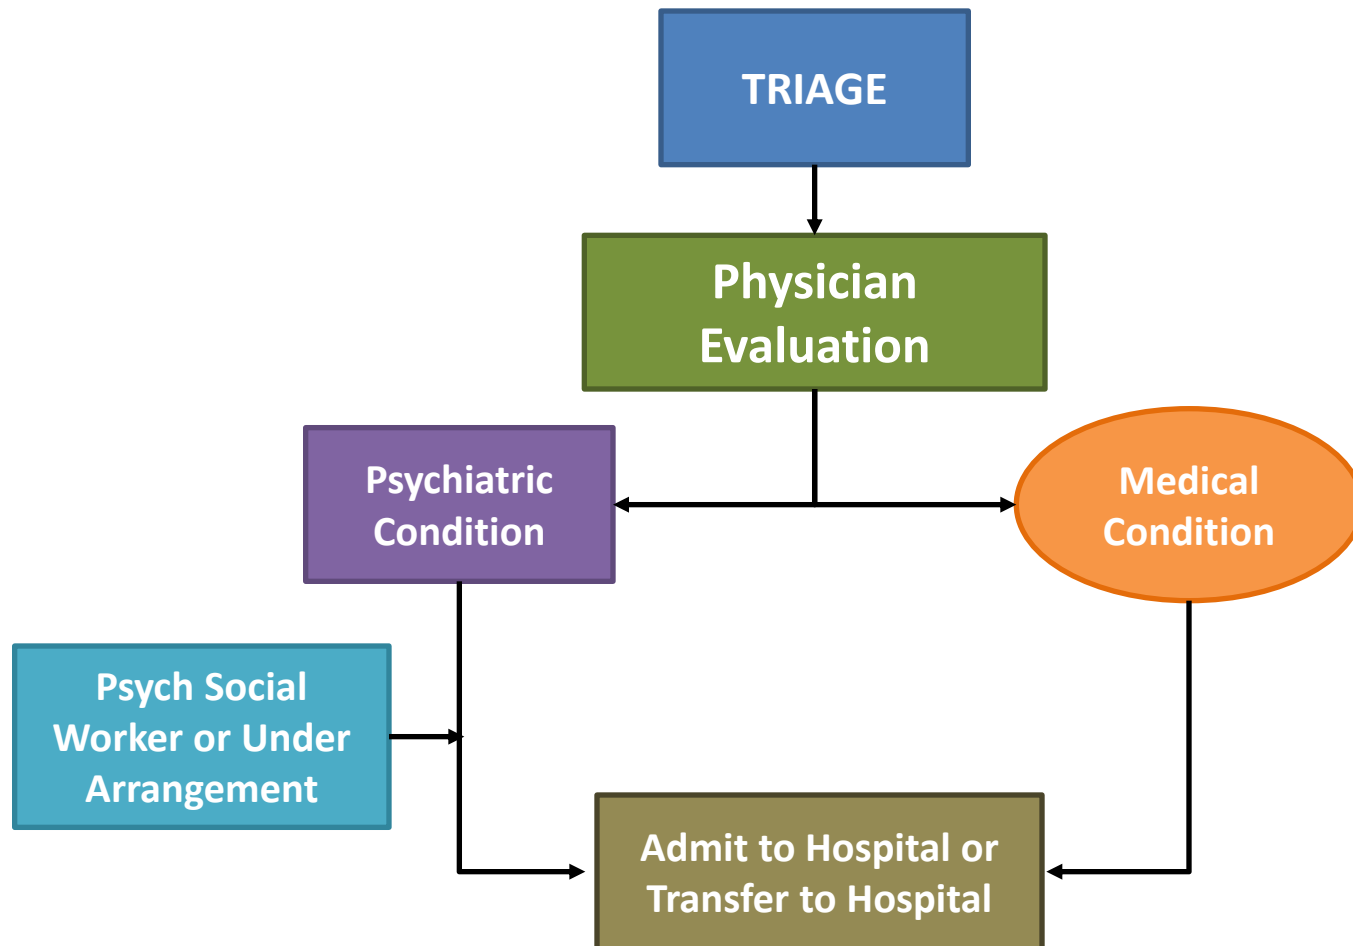 TRIAGE
Physician
Evaluation
Psychiatric
Condition
Medical
Condition
Psych Social
Worker or Under
Arrangement
Admit to Hospital or
Transfer to Hospital